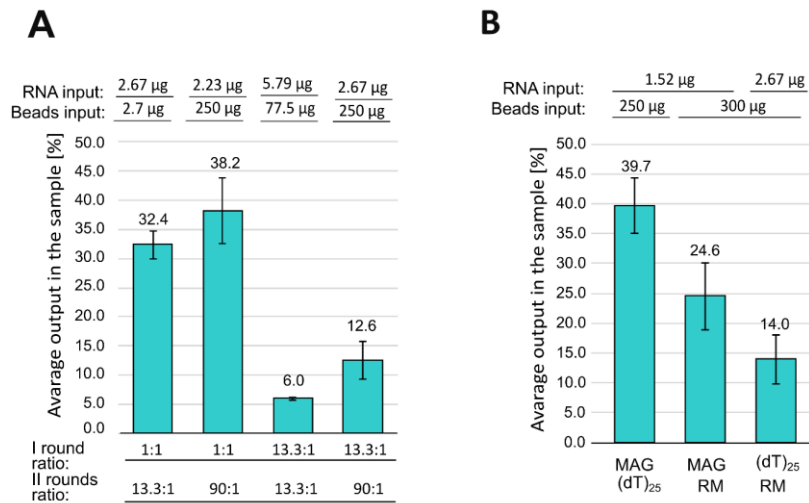 A
RNA input: 2.67 µg 2.23 µg 5.79 µg 2.67 µg
Beads input: 2.7 µg 250 µg 77.5 µg 250 µg
Avarage output in the sample [%]
50.0
45.0
40.0
35.0
30.0
25.0
20.0
15.0
10.0
5.0
0.0
32.4
38.2
6.0
12.6
I round ratio: 1:1 1:1 13.3:1 13.3:1
II rounds ratio: 13.3:1 90:1 13.3:1 90:1
B
RNA input: 1.52 µg 2.67 µg
Beads input: 250 µg 300 µg
Avarage output in the sample [%]
50.0
45.0
40.0
35.0
30.0
25.0
20.0
15.0
10.0
5.0
0.0
39.7
24.6
14.0
MAG (dT)25
MAG RM
(dT)25 RM